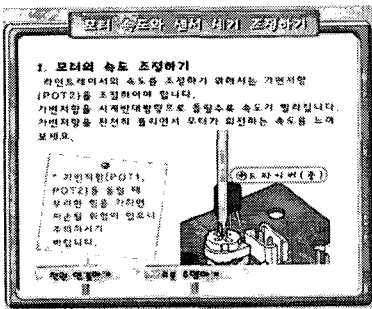 모터 속도와 센서 세기 조정하기
1. 모터의 속도 조정하기
라인트레이서의 속도를 조정하기 위해서는 가변저항
(POT2)을 조정하여야 합니다.
가변저항을 시계반대방향으로 돌릴수록 속도가 빨라집니다.
가변저항을 천천히 돌리면서 모터가 회전하는 속도를 느껴
보세요.
* 가변저항(POT1,
POT2)을 돌릴 때
무리한 힘을 가하면
파손될 위험이 있으니
주의하시기
바랍니다.
드라이버(중)